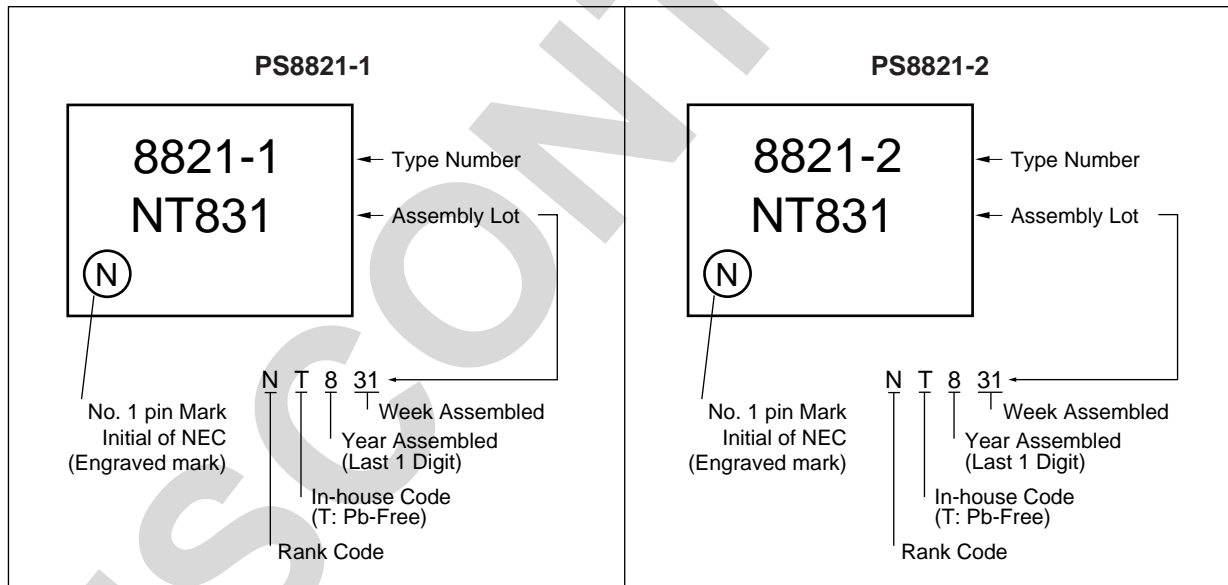 PS8821-1
8821-1
Type Number
NT831
Assembly Lot
N
N T 8 31
No. 1 pin Mark
Initial of NEC
(Engraved mark)
Week Assembled
Year Assembled
(Last 1 Digit)
In-house Code
(T: Pb-Free)
Rank Code
PS8821-2
8821-2
Type Number
NT831
Assembly Lot
N
N T 8 31
No. 1 pin Mark
Initial of NEC
(Engraved mark)
Week Assembled
Year Assembled
(Last 1 Digit)
In-house Code
(T: Pb-Free)
Rank Code